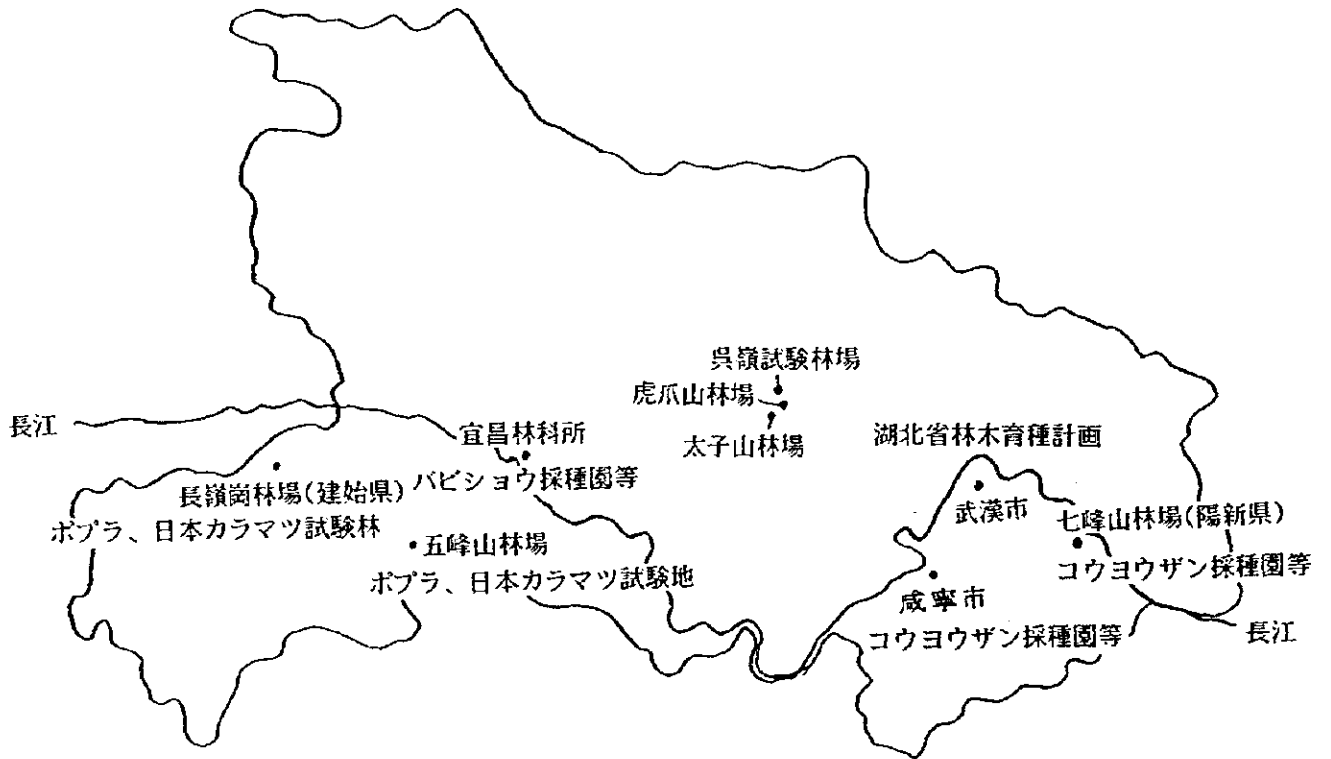 呉嶺試験林場
虎爪山林場
太子山林場
長江
宜昌林科所
バビショウ採種園等
湖北省林木育種計画
長嶺崗林場(建始県)
ポプラ、日本カラマツ試験林
武漢市
七峰山林場(陽新県)
コウヨウザン採種園等
五峰山林場
ポプラ、日本カラマツ試験地
咸寧市
コウヨウザン採種園等
長江